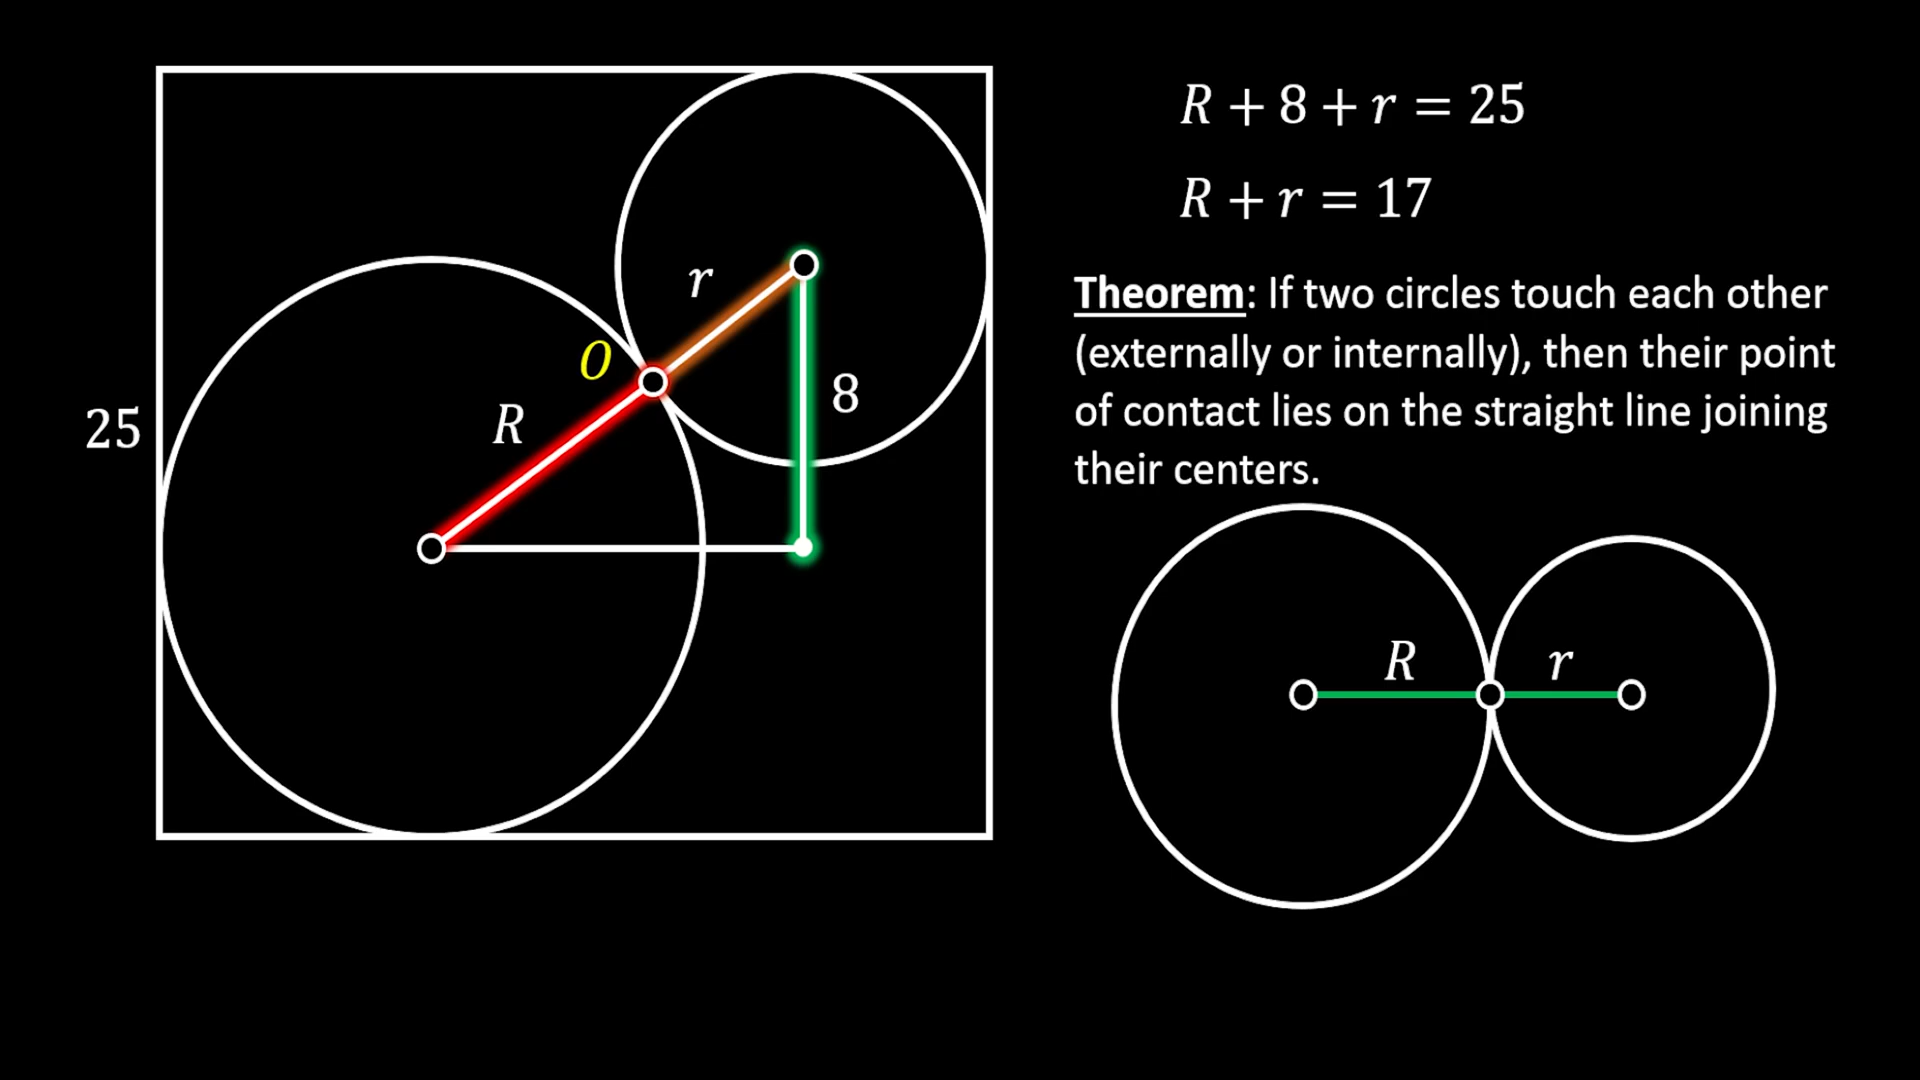 R + 8 + r = 25
R + r = 17
Theorem: If two circles touch each other
(externally or internally), then their point
of contact lies on the straight line joining
their centers.
r
O
8
R
25
R
r